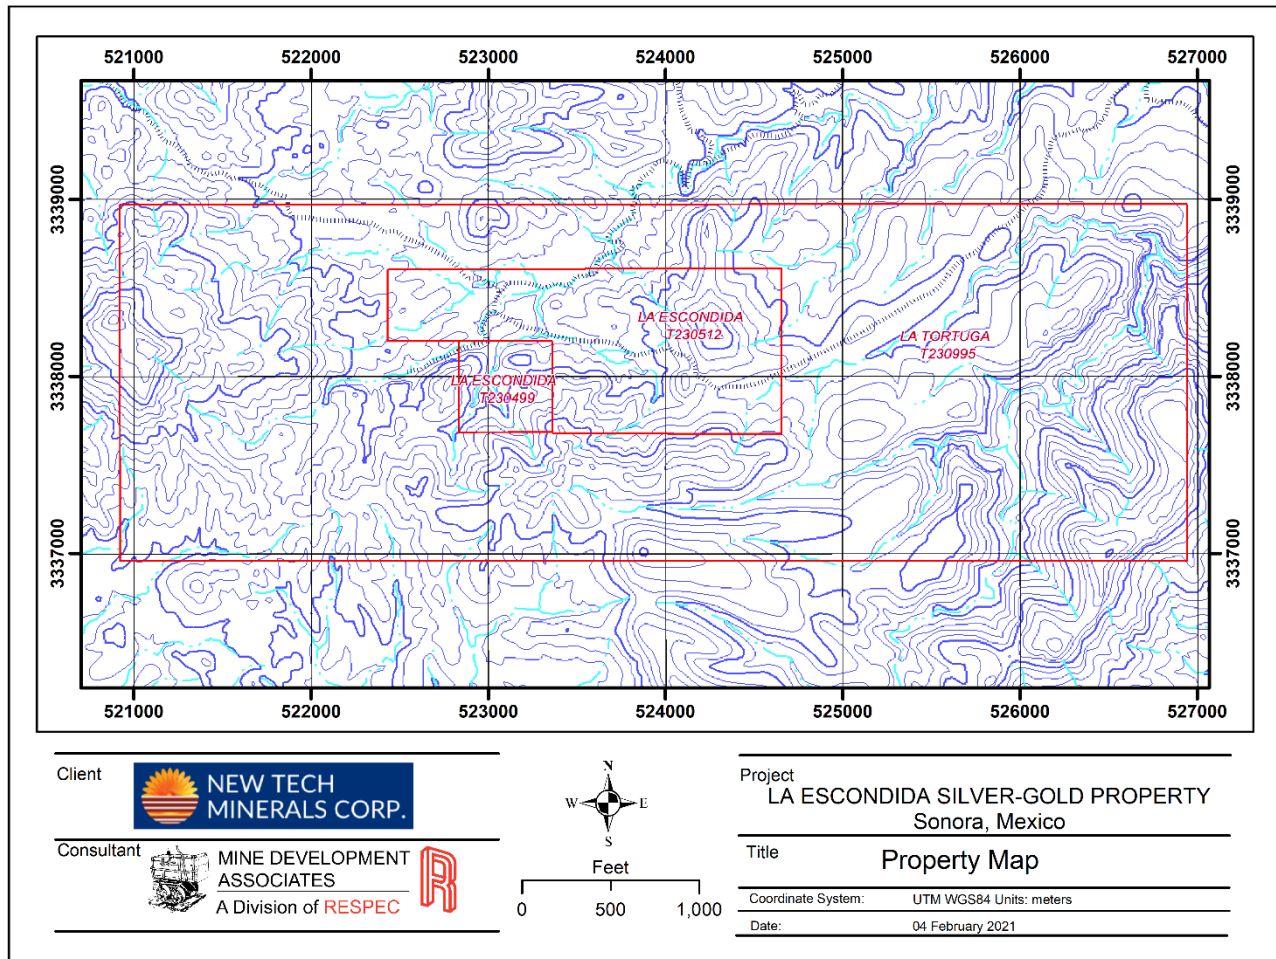 521000 522000 523000 524000 525000 526000 527000
3339000 3339000
LA ESCONDIDA
T230512
LA TORTUGA
T230995
3338000 3338000
LA ESCONDIDA
T230499
3337000 3337000
521000 522000 523000 524000 525000 526000 527000
Client
NEW TECH
MINERALS CORP.
Consultant
MINE DEVELOPMENT
ASSOCIATES
A Division of RESPEC
R
N
W E
S
Feet
0 500 1,000
Project
LA ESCONDIDA SILVER-GOLD PROPERTY
Sonora, Mexico
Title
Property Map
Coordinate System: UTM WGS84 Units: meters
Date: 04 February 2021